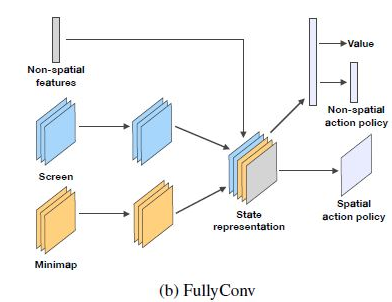 Value
Non-spatial
features
Non-spatial
action policy
Screen
State
representation
Spatial
action policy
Minimap
(b) FullyConv